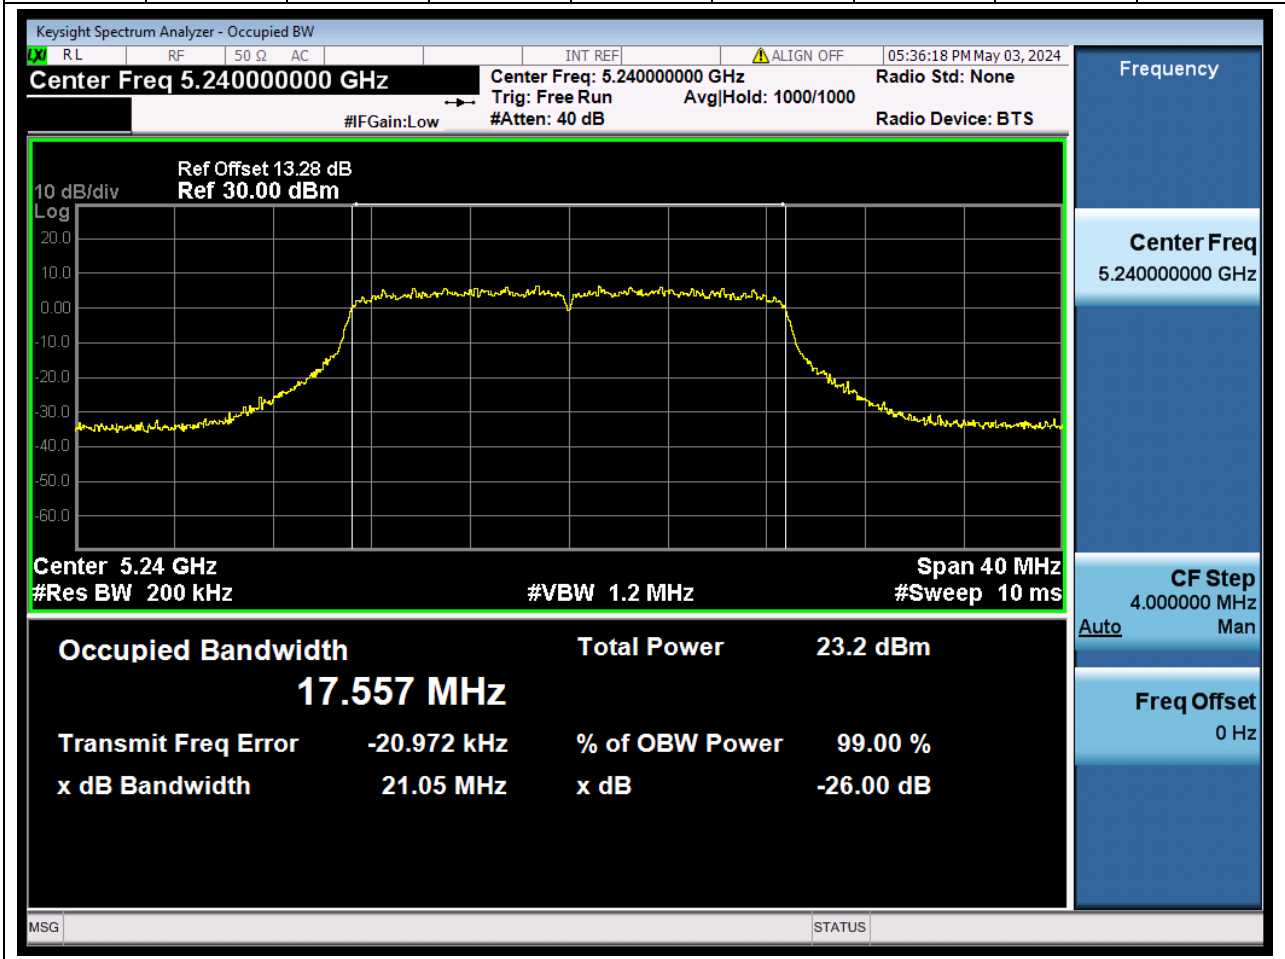 Keysight Spectrum Analyzer - Occupied BW
LXI RL RF 50 Ω AC INT REF ALIGN OFF 05:36:18 PM May 03, 2024
Center Freq 5.240000000 GHz
Center Freq: 5.240000000 GHz
Radio Std: None
Trig: Free Run Avg|Hold: 1000/1000
#IFGain:Low
#Atten: 40 dB
Radio Device: BTS
Ref Offset 13.28 dB
10 dB/div Ref 30.00 dBm
Log
20.0
10.0
0.00
-10.0
-20.0
-30.0
-40.0
-50.0
-60.0
Center 5.24 GHz Span 40 MHz
#Res BW 200 kHz #VBW 1.2 MHz #Sweep 10 ms
Occupied Bandwidth Total Power 23.2 dBm
17.557 MHz
Transmit Freq Error -20.972 kHz % of OBW Power 99.00 %
x dB Bandwidth 21.05 MHz x dB -26.00 dB
Frequency
Center Freq
5.240000000 GHz
CF Step
4.000000 MHz
Auto Man
Freq Offset
0 Hz
MSG STATUS